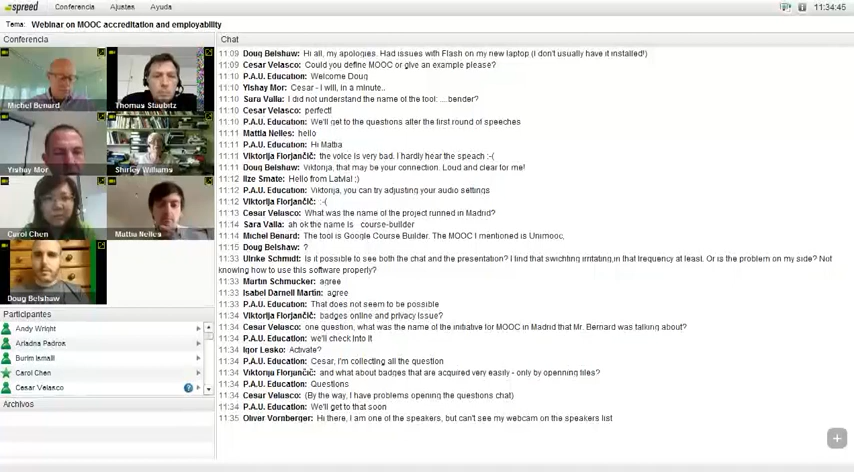 spreed Conferencia Ajustes Ayuda 11:34:45
Tema: Webinar on MOOC accreditation and employability
Conferencia
Michel Benard
Thomas Staubitz
Yishay Mor
Shirley Williams
Carol Chen
Mattia Nelles
Doug Belshaw
Participantes
Andy Wright
Ariadna Padros
Burim Ismaili
Carol Chen
Cesar Velasco
Archivos
Chat
11:09 Doug Belshaw: Hi all, my apologies. Had issues with Flash on my new laptop (I don't usually have it installed!)
11:09 Cesar Velasco: Could you define MOOC or give an example please?
11:10 P.A.U. Education: Welcome Doug
11:10 Yishay Mor: Cesar - I will, in a minute..
11:10 Sara Valla: I did not understand the name of the tool: ....bender?
11:10 Cesar Velasco: perfect!
11:10 P.A.U. Education: We'll get to the questions after the first round of speeches
11:11 Mattia Nelles: hello
11:11 P.A.U. Education: Hi Mattia
11:11 Viktorija Florjančič: the voice is very bad. I hardly hear the speach :-(
11:11 Doug Belshaw: Viktorija, that may be your connection. Loud and clear for me!
11:12 Ilze Smate: Hello from Latvia! ;)
11:12 P.A.U. Education: Viktorija, you can try adjusting your audio settings
11:12 Viktorija Florjančič: :-(
11:13 Cesar Velasco: What was the name of the project runned in Madrid?
11:14 Sara Valla: ah ok the name is course-builder
11:14 Michel Benard: The tool is Google Course Builder. The MOOC I mentioned is Unimooc,
11:15 Doug Belshaw: ?
11:33 Ulrike Schmidt: Is it possible to see both the chat and the presentation? I find that swichting irritating,in that frequency at least. Or is the problem on my side? Not
knowing how to use this software properly?
11:33 Martin Schmucker: agree
11:33 Isabel Darnell Martin: agree
11:33 P.A.U. Education: That does not seem to be possible
11:34 Viktorija Florjančič: badges online and privacy issue?
11:34 Cesar Velasco: one question, what was the name of the initiative for MOOC in Madrid that Mr. Bernard was talking about?
11:34 P.A.U. Education: we'll check into it
11:34 Igor Lesko: Activate?
11:34 P.A.U. Education: Cesar, I'm collecting all the question
11:34 Viktorija Florjančič: and what about badges that are acquired very easily - only by openning files?
11:34 P.A.U. Education: Questions
11:34 Cesar Velasco: (By the way, I have problems opening the questions chat)
11:34 P.A.U. Education: We'll get to that soon
11:35 Oliver Vornberger: Hi there, I am one of the speakers, but can't see my webcam on the speakers list